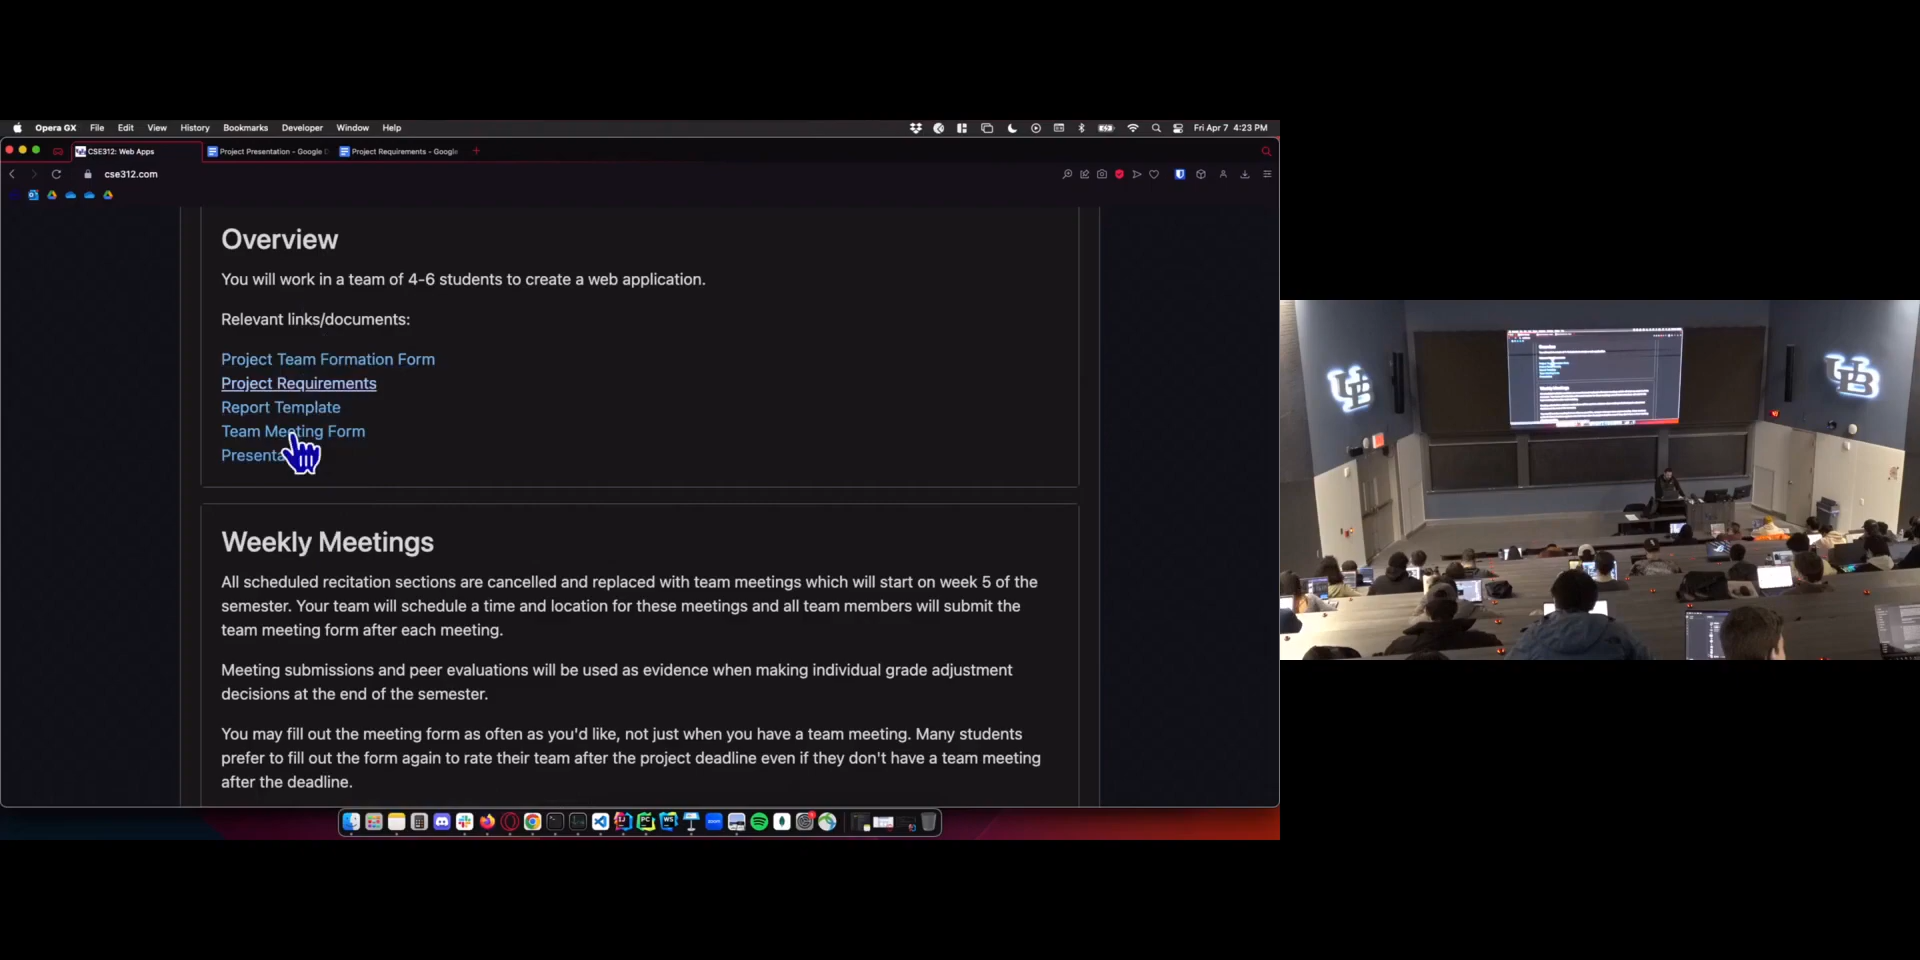 Opera GX File Edit View History Bookmarks Developer Window Help
Fri Apr 7 4:23 PM
CSE312: Web Apps
Project Presentation - Google D
Project Requirements - Google
cse312.com
Overview
You will work in a team of 4-6 students to create a web application.
Relevant links/documents:
Project Team Formation Form
Project Requirements
Report Template
Team Meeting Form
Presenta
Weekly Meetings
All scheduled recitation sections are cancelled and replaced with team meetings which will start on week 5 of the
semester. Your team will schedule a time and location for these meetings and all team members will submit the
team meeting form after each meeting.
Meeting submissions and peer evaluations will be used as evidence when making individual grade adjustment
decisions at the end of the semester.
You may fill out the meeting form as often as you'd like, not just when you have a team meeting. Many students
prefer to fill out the form again to rate their team after the project deadline even if they don't have a team meeting
after the deadline.
UB
UB